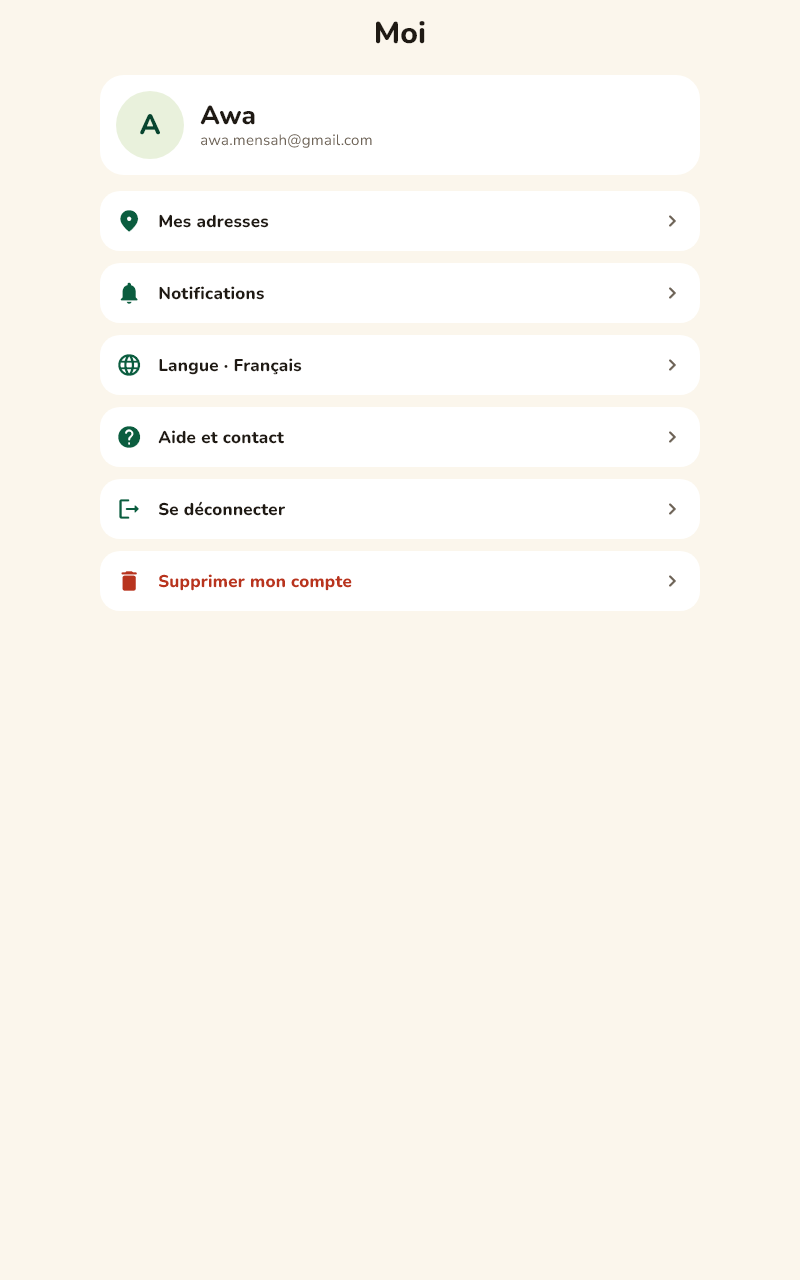 Moi
A
Awa
awa.mensah@gmail.com
Mes adresses
Notifications
Langue · Français
Aide et contact
Se déconnecter
Supprimer mon compte